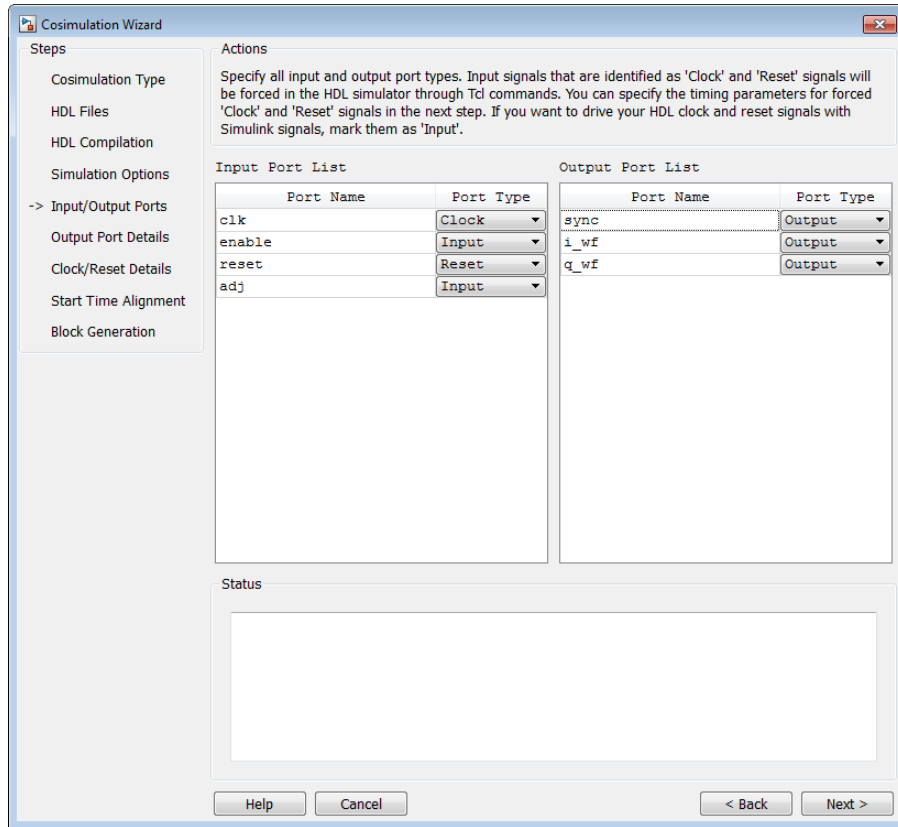 Cosimulation Wizard
Steps
Cosimulation Type
HDL Files
HDL Compilation
Simulation Options
-> Input/Output Ports
Output Port Details
Clock/Reset Details
Start Time Alignment
Block Generation
Actions
Specify all input and output port types. Input signals that are identified as 'Clock' and 'Reset' signals will
be forced in the HDL simulator through Tcl commands. You can specify the timing parameters for forced
'Clock' and 'Reset' signals in the next step. If you want to drive your HDL clock and reset signals with
Simulink signals, mark them as 'Input'.
Input Port List
Port Name Port Type
clk Clock
enable Input
reset Reset
adj Input
Output Port List
Port Name Port Type
sync Output
i_wf Output
q_wf Output
Status
Help Cancel < Back Next >